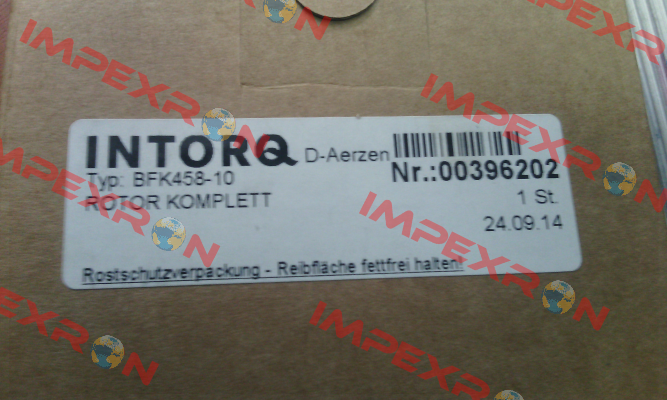 INTORQ D-Aerzen
Nr.:00396202
Typ: BFK458-10
ROTOR KOMPLETT
1 St.
24.09.14
Rostschutzverpackung - Reibfläche fettfrei halten!
IMPEXRON
IMPEXRON
IMPEXRON
IMPEXRON
IMPEXRON
IMPEXRON